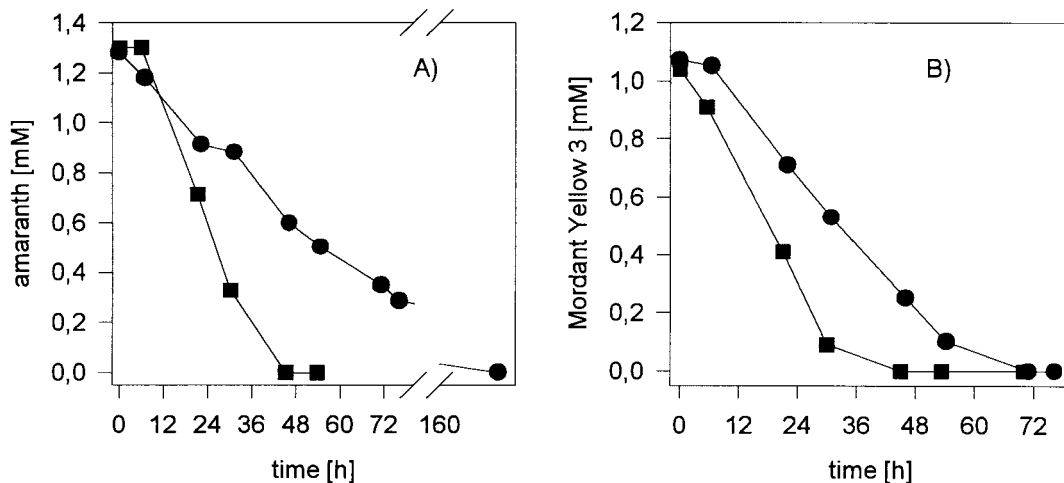 A)
amaranth [mM]
1,4
1,2
1,0
0,8
0,6
0,4
0,2
0,0
0 12 24 36 48 60 72 160
time [h]
B)
Mordant Yellow 3 [mM]
1,2
1,0
0,8
0,6
0,4
0,2
0,0
0 12 24 36 48 60 72
time [h]